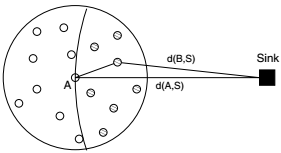 d(B,S)
Sink
A
d(A,S)